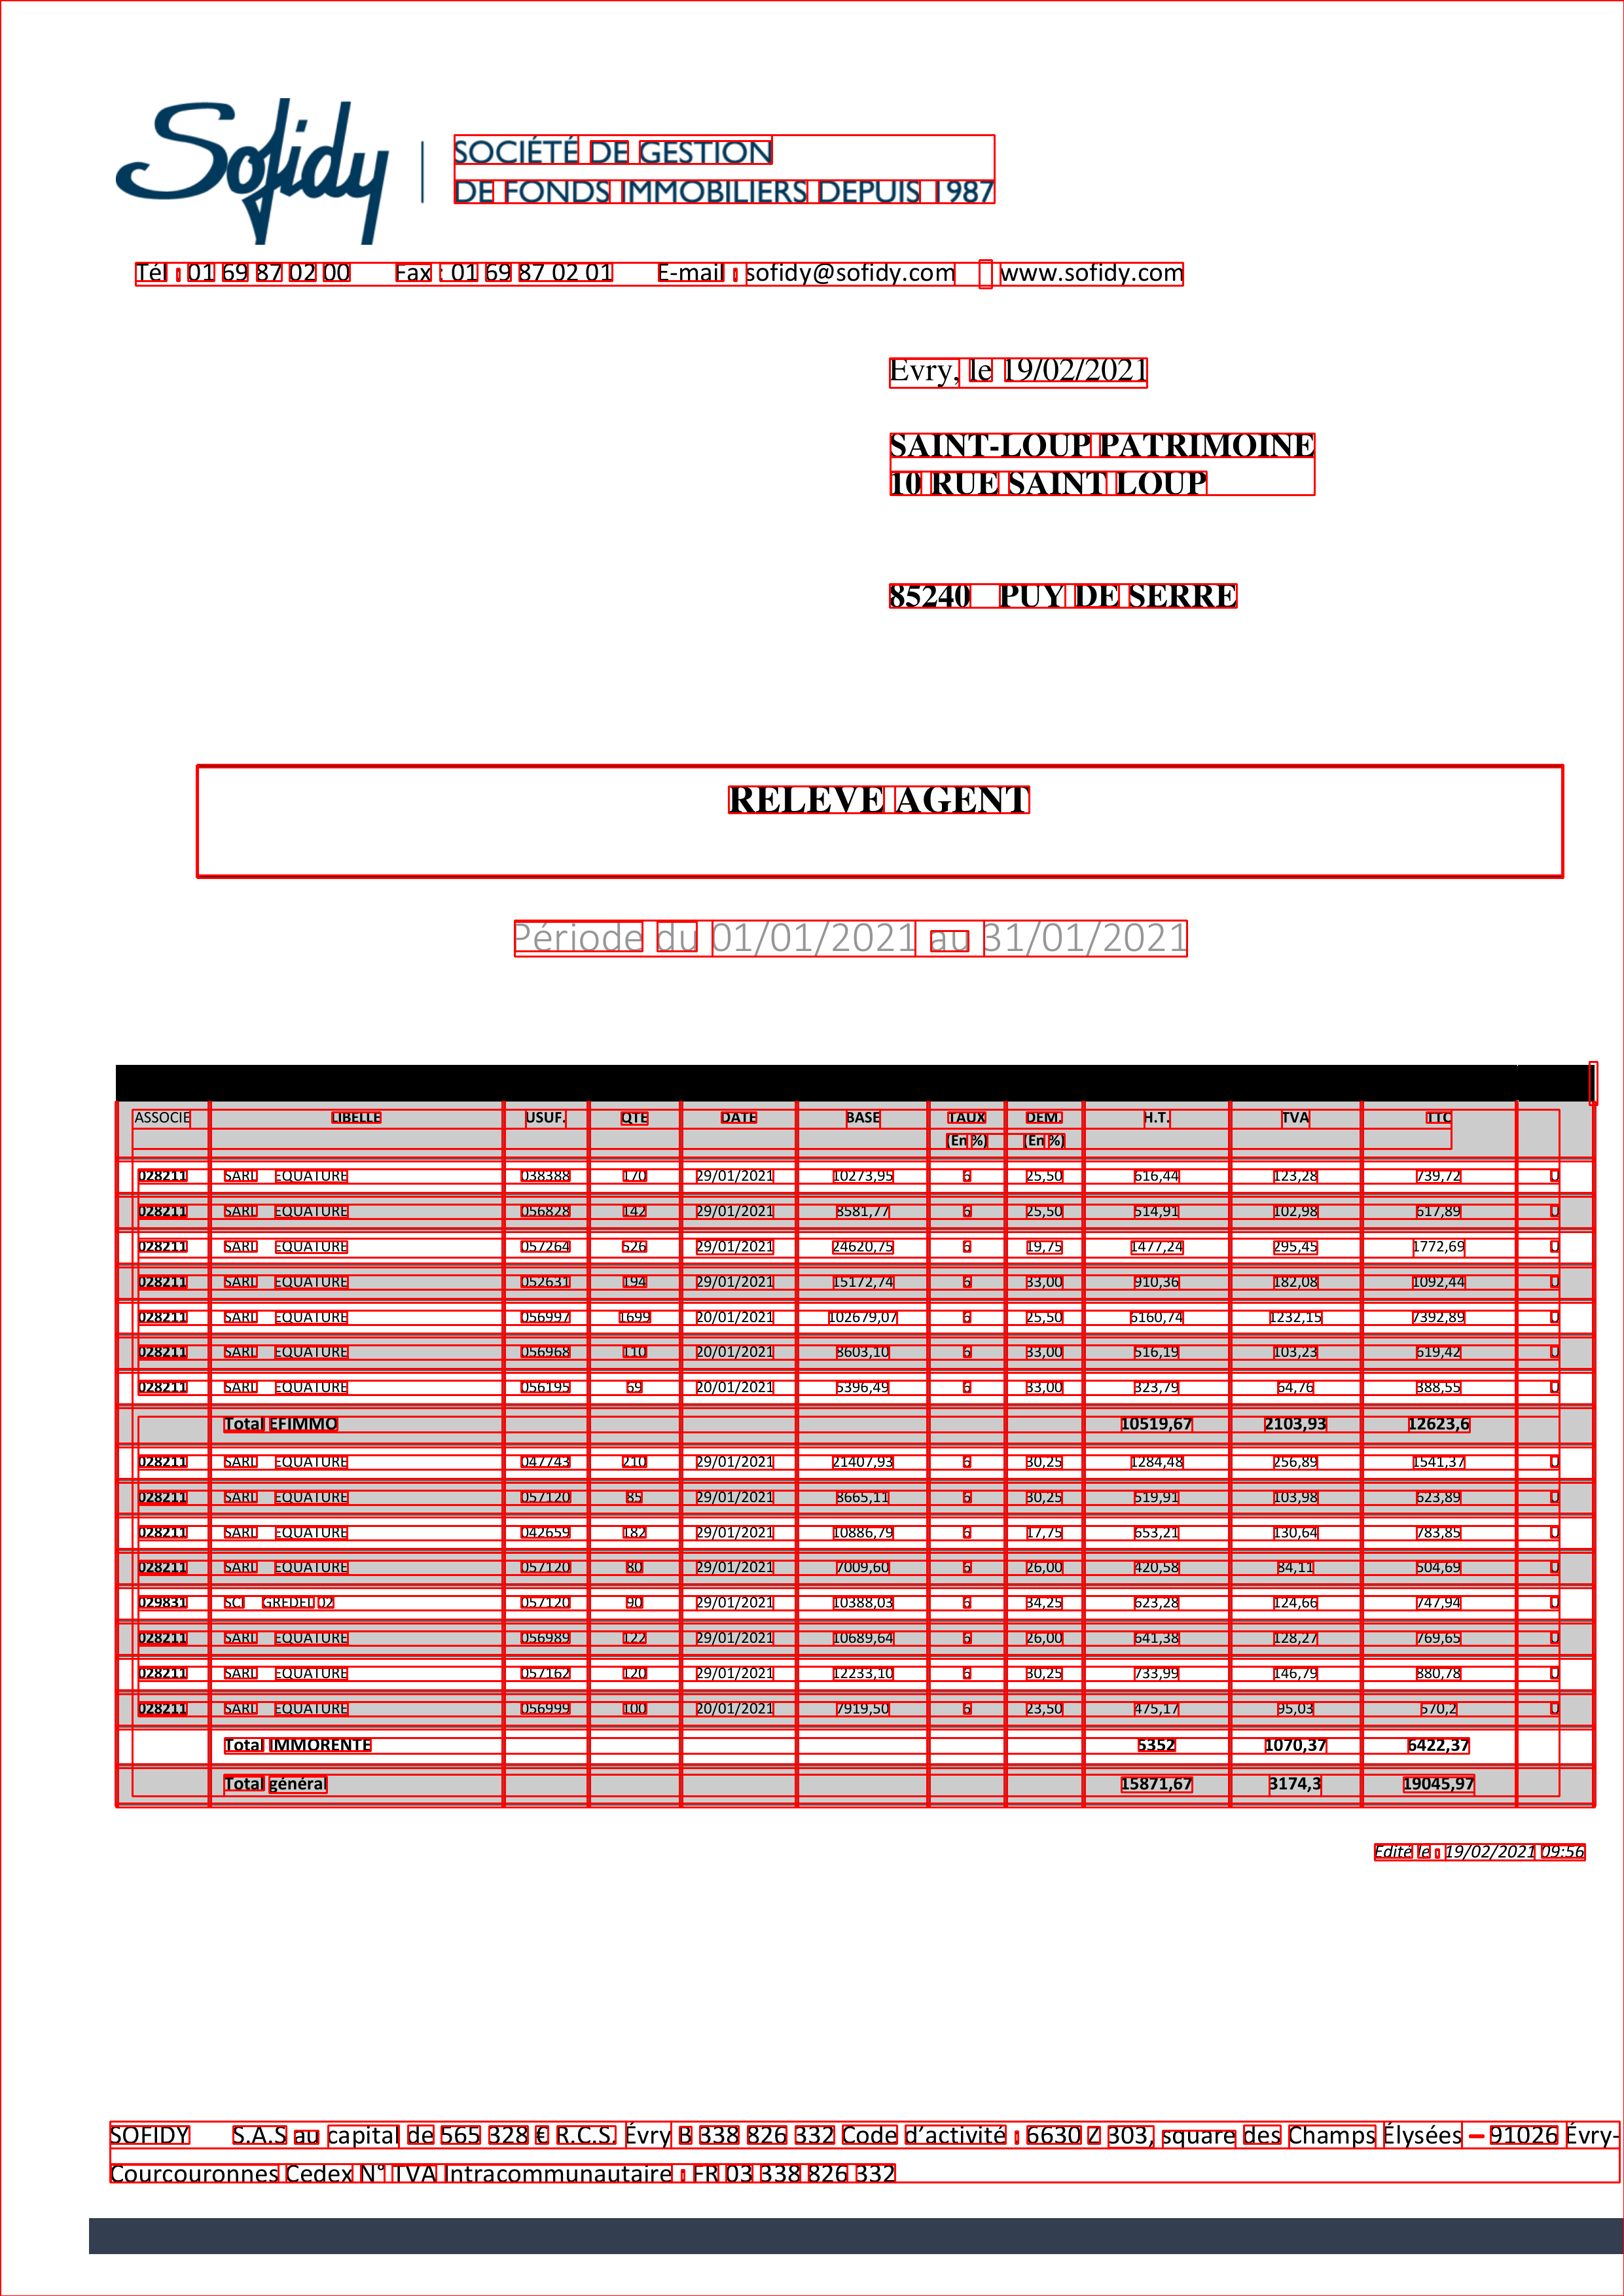 Sofidy
SOCIÉTÉ DE GESTION
DE FONDS IMMOBILIERS DEPUIS 1987
Tél : 01 69 87 02 00 Fax : 01 69 87 02 01 E-mail : sofidy@sofidy.com www.sofidy.com
Evry, le 19/02/2021
SAINT-LOUP PATRIMOINE
10 RUE SAINT LOUP
85240 PUY DE SERRE
RELEVE AGENT
Période du 01/01/2021 au 31/01/2021
ASSOCIE LIBELLE USUF. QTE DATE BASE TAUX DEM. H.T. TVA TTC
(En %) (En %)
028211 SARL EQUATURE 038388 170 29/01/2021 10273,95 6 25,50 616,44 123,28 739,72 U
028211 SARL EQUATURE 056828 142 29/01/2021 8581,77 6 25,50 514,91 102,98 617,89 U
028211 SARL EQUATURE 057264 526 29/01/2021 24620,75 6 19,75 1477,24 295,45 1772,69 U
028211 SARL EQUATURE 052631 194 29/01/2021 15172,74 6 33,00 910,36 182,08 1092,44 U
028211 SARL EQUATURE 056997 1699 20/01/2021 102679,07 6 25,50 6160,74 1232,15 7392,89 U
028211 SARL EQUATURE 056968 110 20/01/2021 8603,10 6 33,00 516,19 103,23 619,42 U
028211 SARL EQUATURE 056195 69 20/01/2021 5396,49 6 33,00 323,79 64,76 388,55 U
Total EFIMMO 10519,67 2103,93 12623,6
028211 SARL EQUATURE 047743 210 29/01/2021 21407,93 6 30,25 1284,48 256,89 1541,37 U
028211 SARL EQUATURE 057120 85 29/01/2021 8665,11 6 30,25 519,91 103,98 623,89 U
028211 SARL EQUATURE 042659 182 29/01/2021 10886,79 6 17,75 653,21 130,64 783,85 U
028211 SARL EQUATURE 057120 80 29/01/2021 7009,60 6 26,00 420,58 84,11 504,69 U
029831 SCI GREDEL 02 057120 90 29/01/2021 10388,03 6 34,25 623,28 124,66 747,94 U
028211 SARL EQUATURE 056989 122 29/01/2021 10689,64 6 26,00 641,38 128,27 769,65 U
028211 SARL EQUATURE 057162 120 29/01/2021 12233,10 6 30,25 733,99 146,79 880,78 U
028211 SARL EQUATURE 056999 100 20/01/2021 7919,50 6 23,50 475,17 95,03 570,2 U
Total IMMORENTE 5352 1070,37 6422,37
Total général 15871,67 3174,3 19045,97
Edité le : 19/02/2021 09:56
SOFIDY S.A.S au capital de 565 328 € R.C.S. Évry B 338 826 332 Code d’activité : 6630 Z 303, square des Champs Élysées – 91026 Évry-
Courcouronnes Cedex N° TVA Intracommunautaire : FR 03 338 826 332